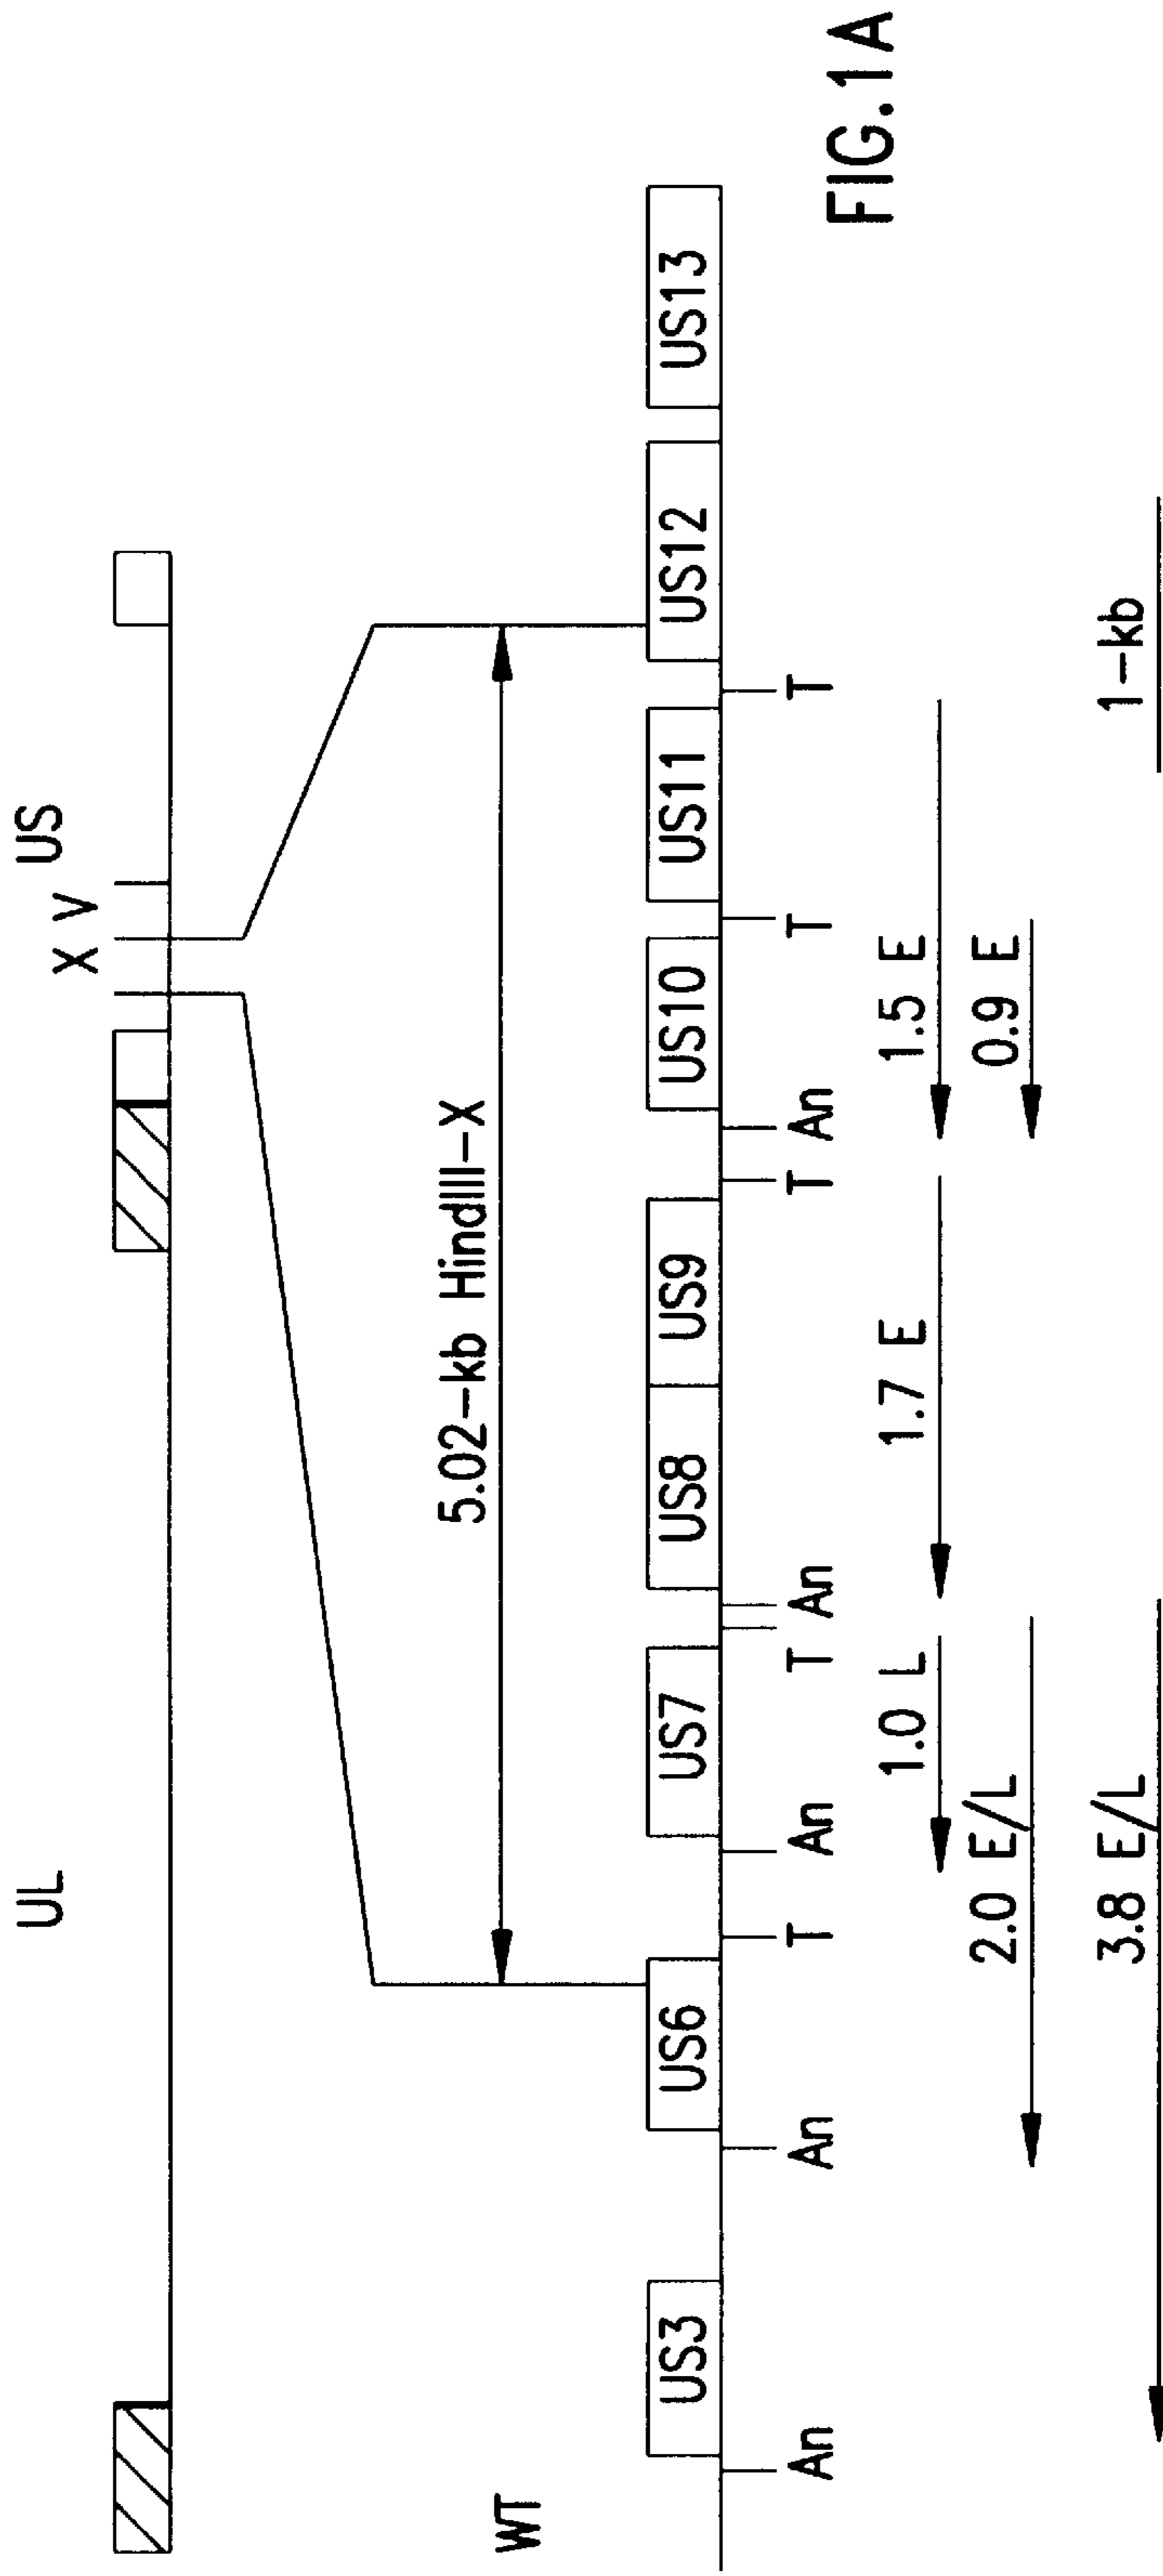 UL US
X V
5.02-kb HindIII-X
WT
US3 US6 US7 US8 US9 US10 US11 US12 US13
An An T An T An T An T T
1.0 L 1.7 E 1.5 E
2.0 E/L 0.9 E
3.8 E/L 1-kb
FIG.1A